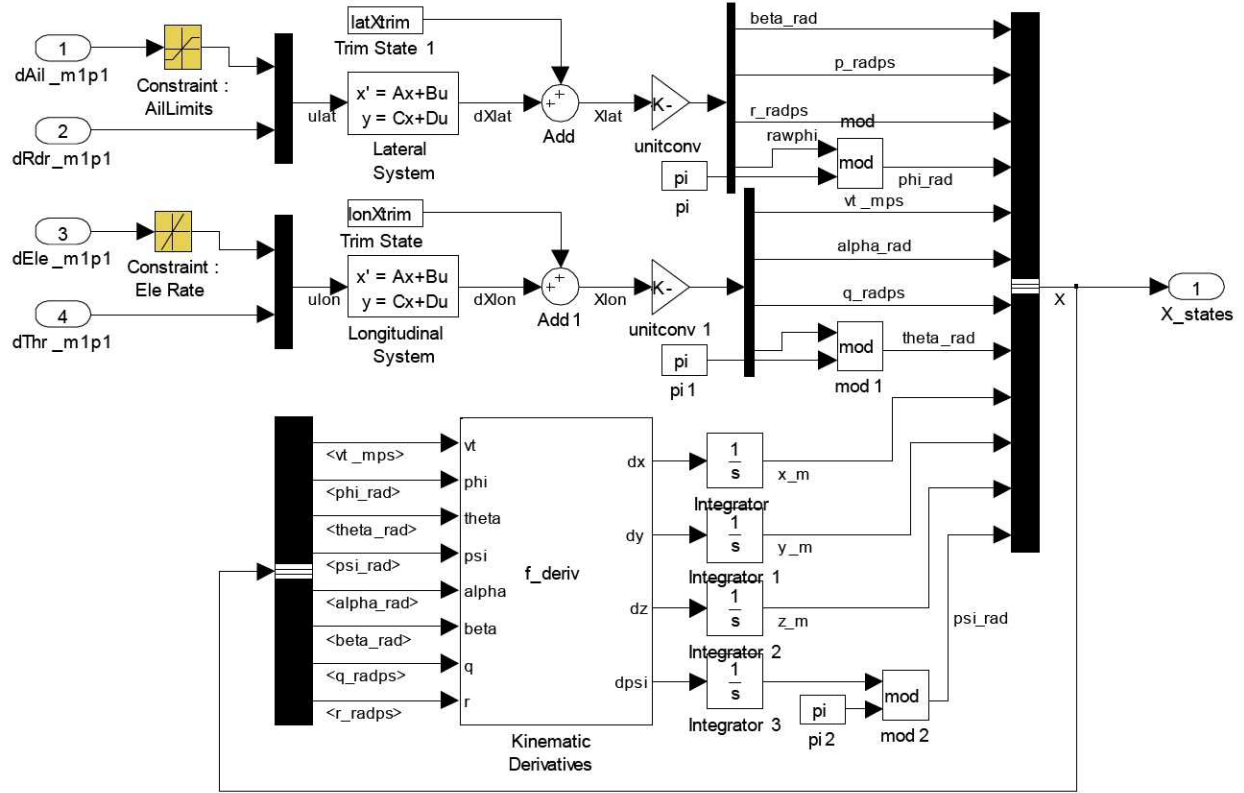 1
dAil _m1p1
Constraint :
AilLimits
2
dRdr _m1p1
ulat
latXtrim
Trim State 1
x' = Ax+Bu
y = Cx+Du
Lateral
System
dXlat
Add
Xlat
K-
unitconv
pi
pi
beta_rad
p_radps
r_radps
rawphi
mod
mod
phi_rad
3
dEle _m1p1
Constraint :
Ele Rate
4
dThr _m1p1
ulon
lonXtrim
Trim State
x' = Ax+Bu
y = Cx+Du
Longitudinal
System
dXlon
Add 1
Xlon
K-
unitconv 1
pi
pi 1
vt _mps
alpha_rad
q_radps
mod
mod 1
theta_rad
X
1
X_states
<vt _mps>
<phi_rad>
<theta_rad>
<psi_rad>
<alpha_rad>
<beta_rad>
<q_radps>
<r_radps>
vt
phi
theta
psi
alpha
beta
q
r
f_deriv
dx
dy
dz
dpsi
Kinematic
Derivatives
1
s
Integrator
x_m
1
s
Integrator 1
y_m
1
s
Integrator 2
z_m
1
s
Integrator 3
pi
pi 2
mod
mod 2
psi_rad